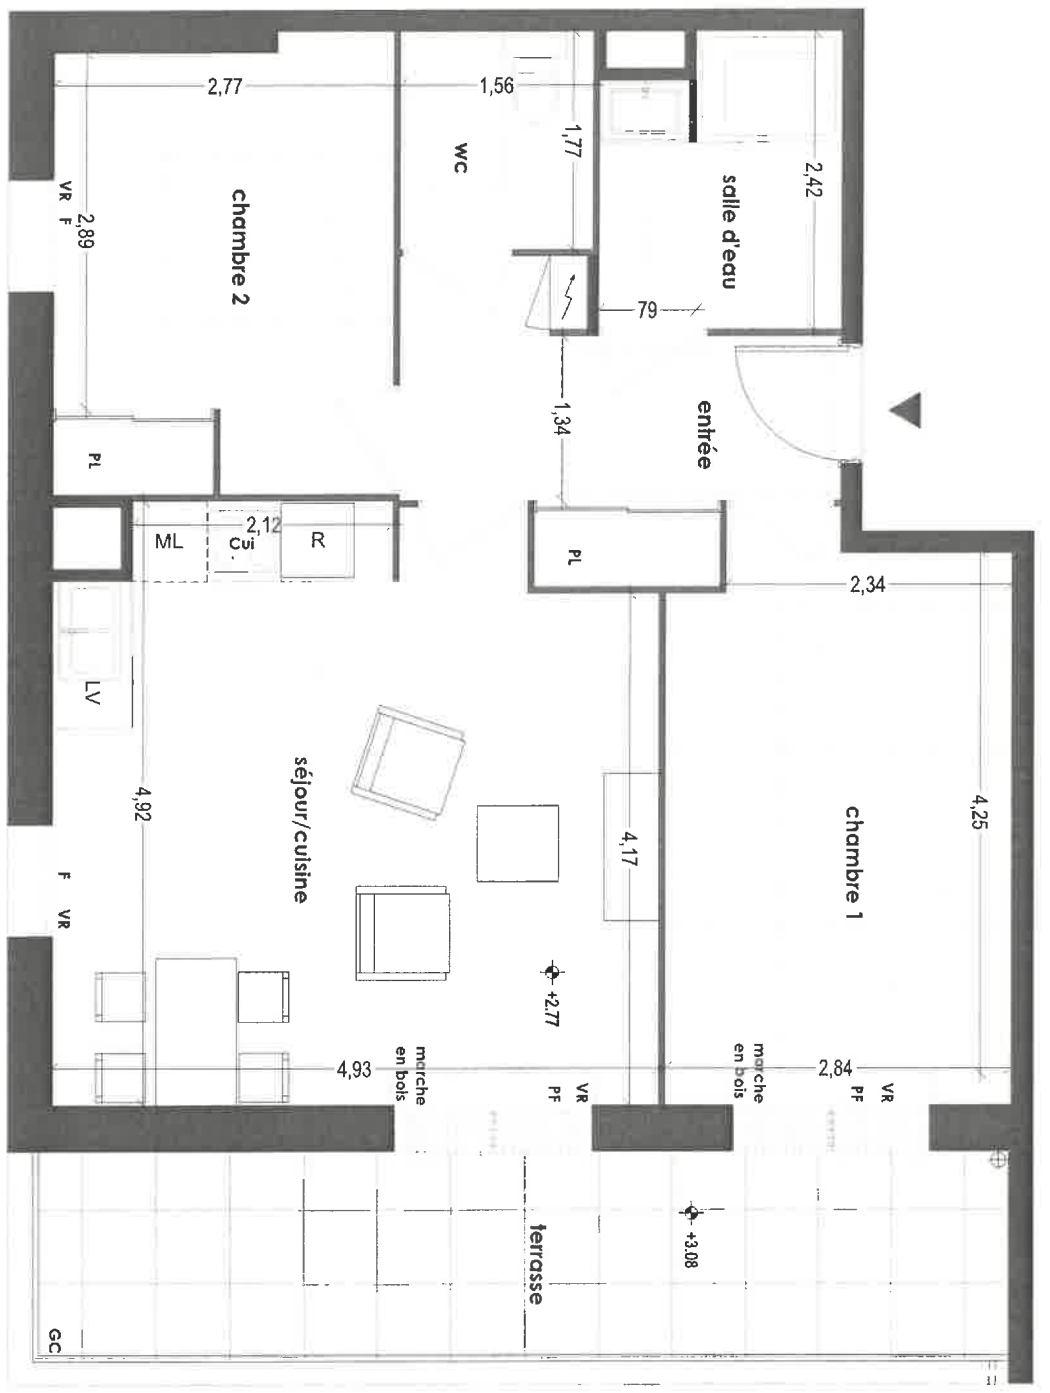 2,77
1,56
1,77
wc
2,42
salle d'eau
VR F
2,89
chambre 2
79
1,34
entrée
PL
2,12
ML
Cui
R
PL
2,34
LV
4,92
séjour/cuisine
4,17
chambre 1
4,25
F VR
+2.77
4,93
marche
en bois
VR
PF
marche
en bois
2,84
VR
PF
+3.08
terrasse
GC